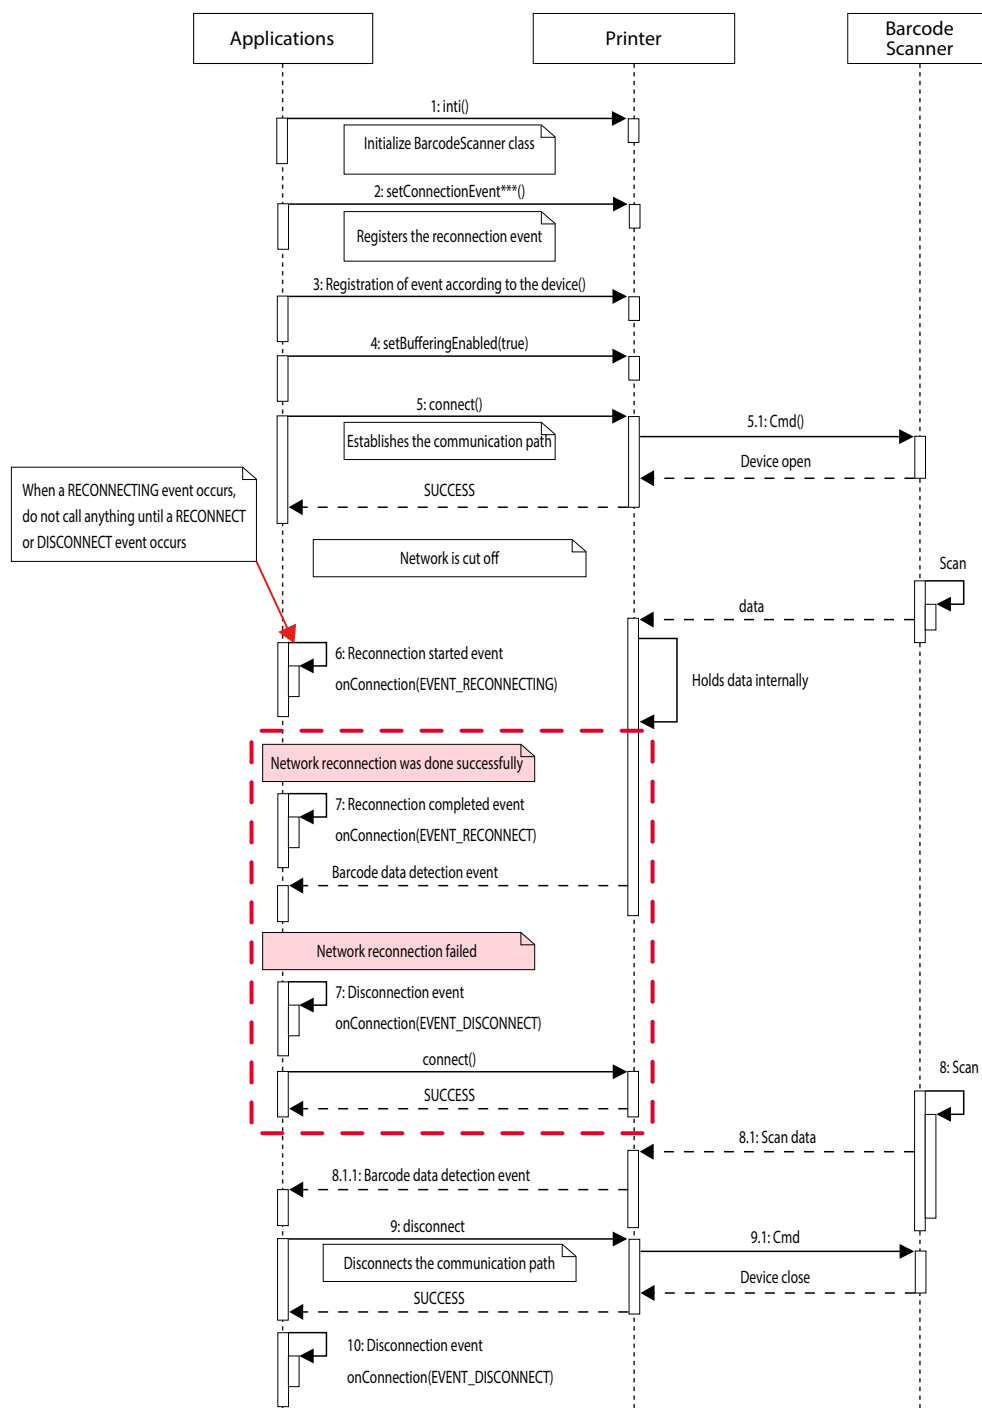 Applications
Printer
Barcode
Scanner
1: inti()
Initialize BarcodeScanner class
2: setConnectionEvent***()
Registers the reconnection event
3: Registration of event according to the device()
4: setBufferingEnabled(true)
5: connect()
5.1: Cmd()
Establishes the communication path
Device open
SUCCESS
When a RECONNECTING event occurs,
do not call anything until a RECONNECT
or DISCONNECT event occurs
Network is cut off
Scan
data
6: Reconnection started event
onConnection(EVENT_RECONNECTING)
Holds data internally
Network reconnection was done successfully
7: Reconnection completed event
onConnection(EVENT_RECONNECT)
Barcode data detection event
Network reconnection failed
7: Disconnection event
onConnection(EVENT_DISCONNECT)
connect()
8: Scan
SUCCESS
8.1: Scan data
8.1.1: Barcode data detection event
9: disconnect
9.1: Cmd
Disconnects the communication path
Device close
SUCCESS
10: Disconnection event
onConnection(EVENT_DISCONNECT)